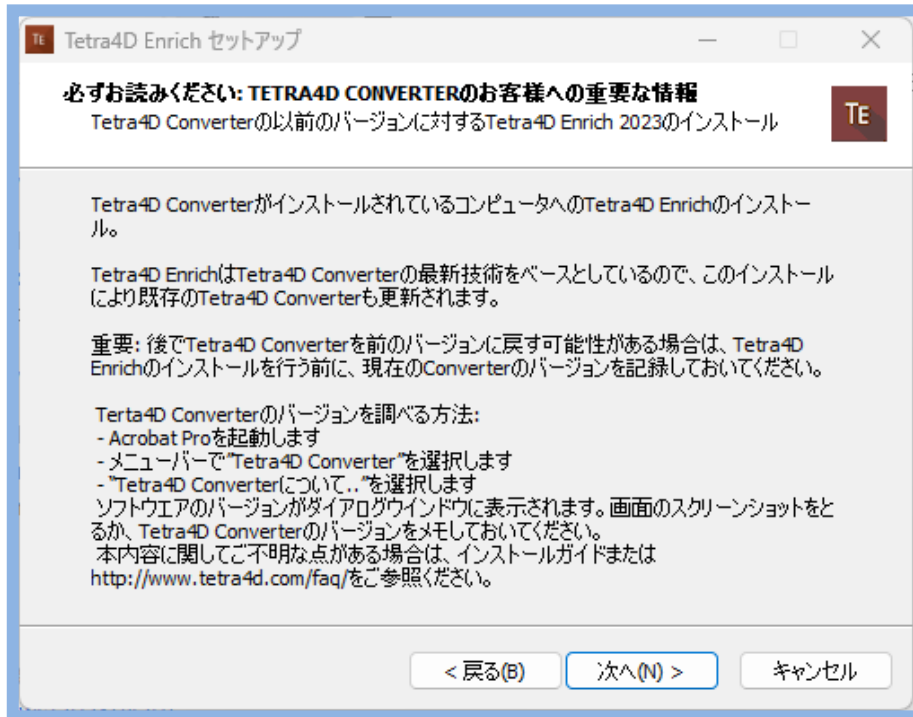 TE Tetra4D Enrich セットアップ
必ずお読みください: TETRA4D CONVERTERのお客様への重要な情報
Tetra4D Converterの以前のバージョンに対するTetra4D Enrich 2023のインストール
TE
Tetra4D Converterがインストールされているコンピュータへのtetra4D Enrichのインストー
ル。
Tetra4D EnrichはTetra4D Converterの最新技術をベースとしているので、このインストール
により既存のTetra4D Converterも更新されます。
重要: 後でTetra4D Converterを前のバージョンに戻す可能性がある場合は、Tetra4D
Enrichのインストールを行う前に、現在のConverterのバージョンを記録しておいてください。
Terta4D Converterのバージョンを調べる方法:
- Acrobat Proを起動します
- メニューバーで"Tetra4D Converter"を選択します
- "Tetra4D Converterについて.."を選択します
ソフトウエアのバージョンがダイアログウインドウに表示されます。画面のスクリーンショットをと
るか、Tetra4D Converterのバージョンをメモしておいてください。
本内容に関してご不明な点がある場合は、インストールガイドまたは
http://www.tetra4d.com/faq/をご参照ください。
< 戻る(B) 次へ(N) > キャンセル